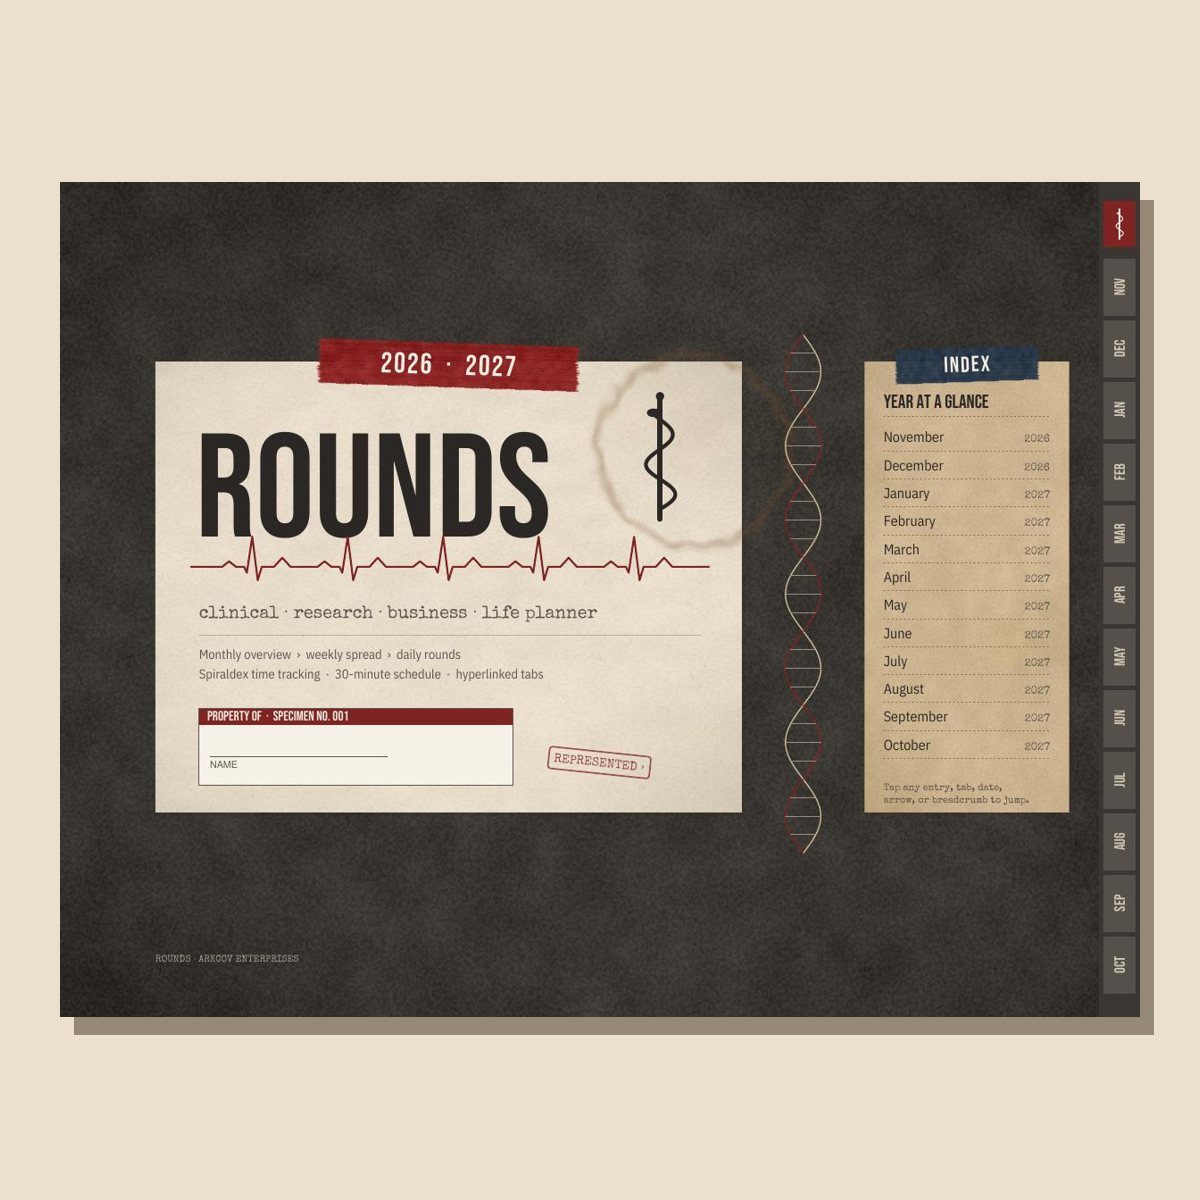 2026 · 2027
ROUNDS
clinical · research · business · life planner
Monthly overview › weekly spread › daily rounds
Spiraldex time tracking · 30-minute schedule · hyperlinked tabs
PROPERTY OF · SPECIMEN NO. 001
NAME
REPRESENTED ›
INDEX
YEAR AT A GLANCE
November 2026
December 2026
January 2027
February 2027
March 2027
April 2027
May 2027
June 2027
July 2027
August 2027
September 2027
October 2027
Tap any entry, tab, date,
arrow, or breadcrumb to jump.
NOV
DEC
JAN
FEB
MAR
APR
MAY
JUN
JUL
AUG
SEP
OCT
ROUNDS · ARKCOV ENTERPRISES